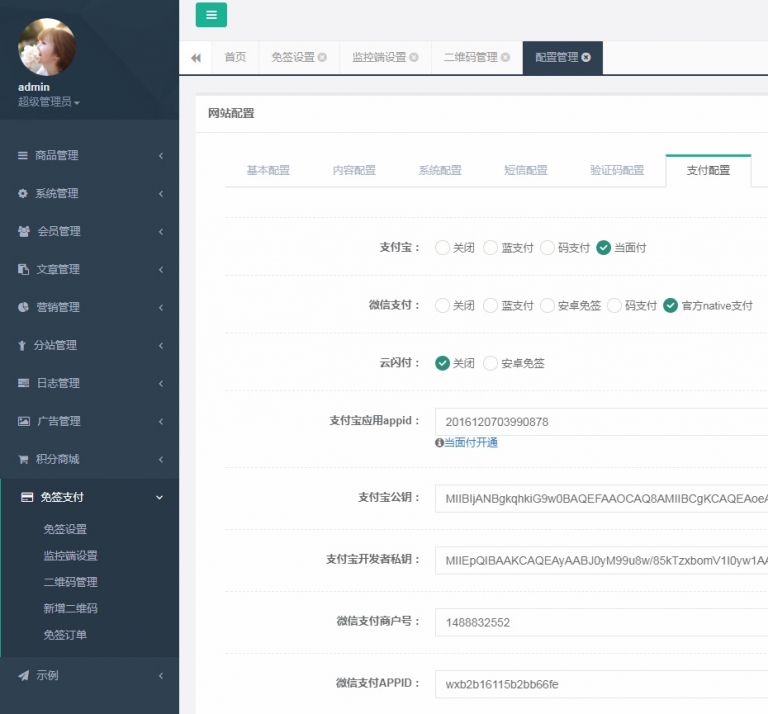 admin
超级管理员
商品管理
系统管理
会员管理
文章管理
营销管理
分站管理
日志管理
广告管理
积分商城
免签支付
免签设置
监控端设置
二维码管理
新增二维码
免签订单
示例
首页 免签设置 监控端设置 二维码管理 配置管理
网站配置
基本配置 内容配置 系统配置 短信配置 验证码配置 支付配置
支付宝： 关闭 蓝支付 码支付 当面付
微信支付： 关闭 蓝支付 安卓免签 码支付 官方native支付
云闪付： 关闭 安卓免签
支付宝应用appid： 2016120703990878
当面付开通
支付宝公钥： MIIBIjANBgkqhkiG9w0BAQEFAAOCAQ8AMIIBCgKCAQEAoeA
支付宝开发者私钥： MIIEpQIBAAKCAQEAyAABJ0yM99u8w/85kTzxbomV1I0yw1AA
微信支付商户号： 1488832552
微信支付APPID： wxb2b16115b2bb66fe